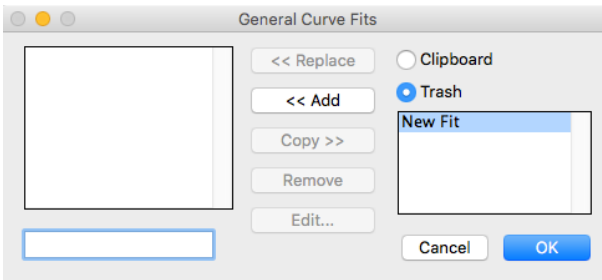 General Curve Fits
<< Replace
<< Add
Copy >>
Remove
Edit...
Clipboard
Trash
New Fit
Cancel
OK